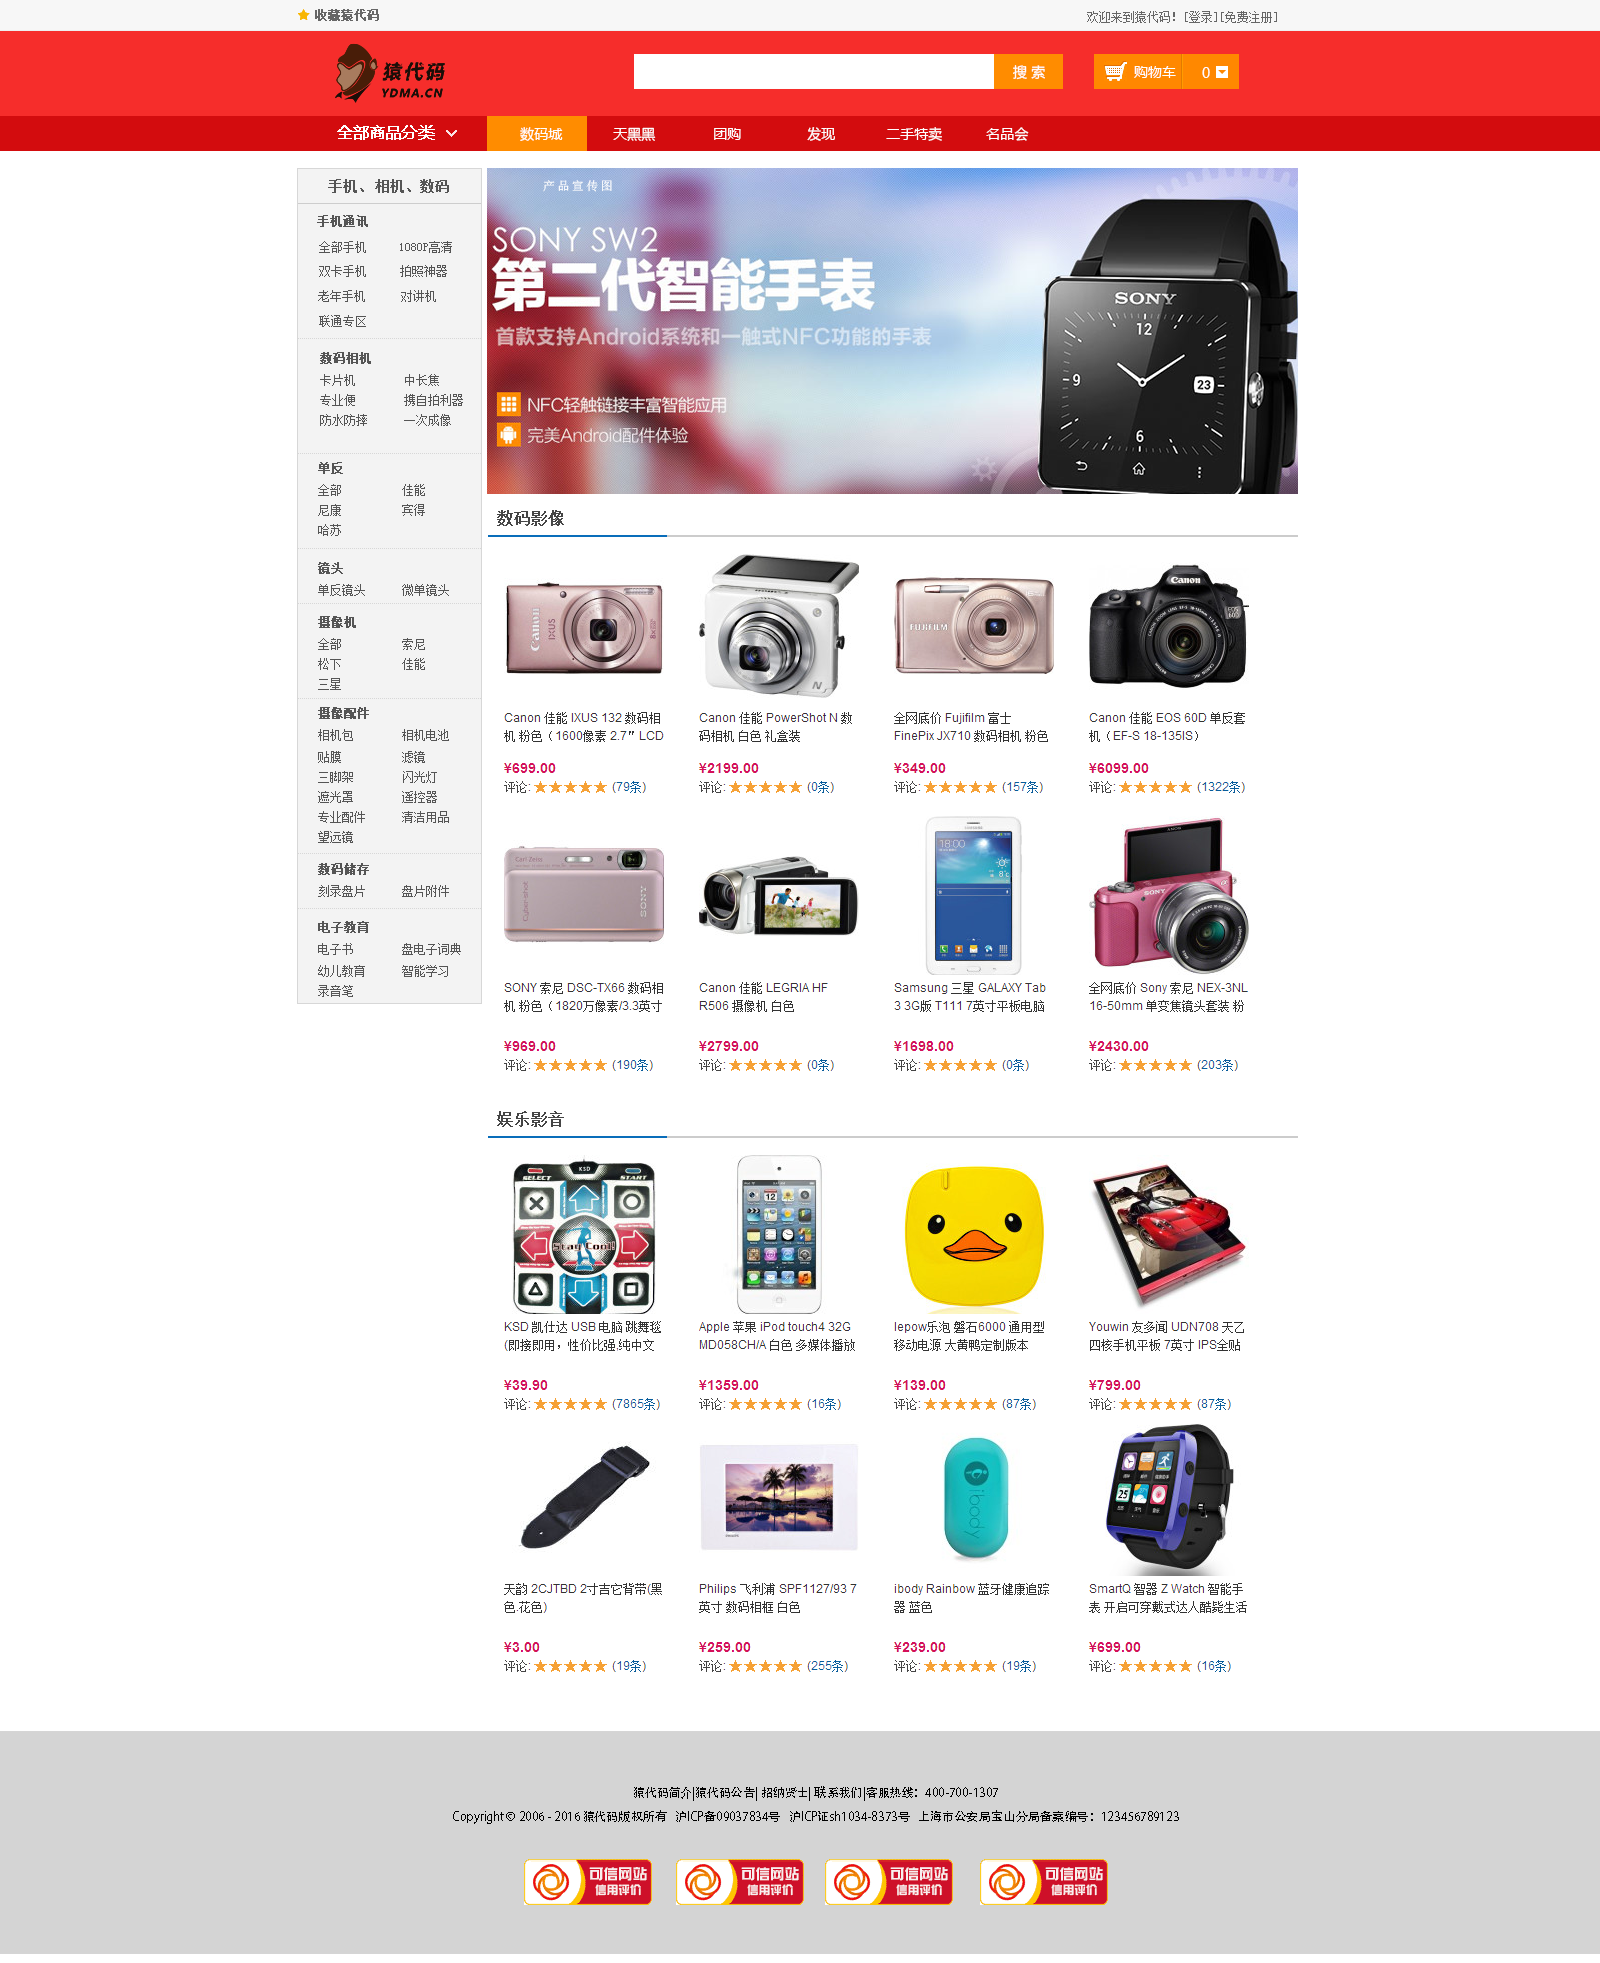 收藏猿代码
欢迎来到猿代码！[登录][免费注册]
猿代码
YDMA.CN
搜 索
购物车 0
全部商品分类 数码城 天黑黑 团购 发现 二手特卖 名品会
手机、相机、数码
手机通讯
全部手机 1080P高清
双卡手机 拍照神器
老年手机 对讲机
联通专区
数码相机
卡片机 中长焦
专业便 携自拍利器
防水防摔 一次成像
单反
全部 佳能
尼康 宾得
哈苏
镜头
单反镜头 微单镜头
摄像机
全部 索尼
松下 佳能
三星
摄像配件
相机包 相机电池
贴膜 滤镜
三脚架 闪光灯
遮光罩 遥控器
专业配件 清洁用品
望远镜
数码储存
刻录盘片 盘片附件
电子教育
电子书 盘电子词典
幼儿教育 智能学习
录音笔
产品宣传图
SONY SW2
第二代智能手表
首款支持Android系统和一触式NFC功能的手表
NFC轻触链接丰富智能应用
完美Android配件体验
SONY
12
9
23
6
数码影像
Canon 佳能 IXUS 132 数码相
机 粉色（1600像素 2.7”LCD
¥699.00
评论: (79条)
Canon 佳能 PowerShot N 数
码相机 白色 礼盒装
¥2199.00
评论: (0条)
全网底价 Fujifilm 富士
FinePix JX710 数码相机 粉色
¥349.00
评论: (157条)
Canon 佳能 EOS 60D 单反套
机（EF-S 18-135IS）
¥6099.00
评论: (1322条)
SONY 索尼 DSC-TX66 数码相
机 粉色（1820万像素/3.3英寸
¥969.00
评论: (190条)
Canon 佳能 LEGRIA HF
R506 摄像机 白色
¥2799.00
评论: (0条)
Samsung 三星 GALAXY Tab
3 3G版 T111 7英寸平板电脑
¥1698.00
评论: (0条)
全网底价 Sony 索尼 NEX-3NL
16-50mm 单变焦镜头套装 粉
¥2430.00
评论: (203条)
娱乐影音
KSD
SELECT START
Stay Cool!
KSD 凯仕达 USB 电脑 跳舞毯
(即接即用，性价比强.纯中文
¥39.90
评论: (7865条)
Apple 苹果 iPod touch4 32G
MD058CH/A 白色 多媒体播放
¥1359.00
评论: (16条)
lepow乐泡 磐石6000 通用型
移动电源 大黄鸭定制版本
¥139.00
评论: (87条)
Youwin 友多闻 UDN708 天乙
四核手机平板 7英寸 IPS全贴
¥799.00
评论: (87条)
天韵 2CJTBD 2寸吉它背带(黑
色.花色)
¥3.00
评论: (19条)
Philips 飞利浦 SPF1127/93 7
英寸 数码相框 白色
¥259.00
评论: (255条)
ibody
ibody Rainbow 蓝牙健康追踪
器 蓝色
¥239.00
评论: (19条)
SmartQ 智器 Z Watch 智能手
表 开启可穿戴式达人酷毙生活
¥699.00
评论: (16条)
猿代码简介|猿代码公告| 招纳贤士| 联系我们|客服热线：400-700-1307
Copyright © 2006 - 2016 猿代码版权所有 沪ICP备09037834号 沪ICP证sh1034-8373号 上海市公安局宝山分局备案编号：123456789123
可信网站 可信网站 可信网站 可信网站
信用评价 信用评价 信用评价 信用评价